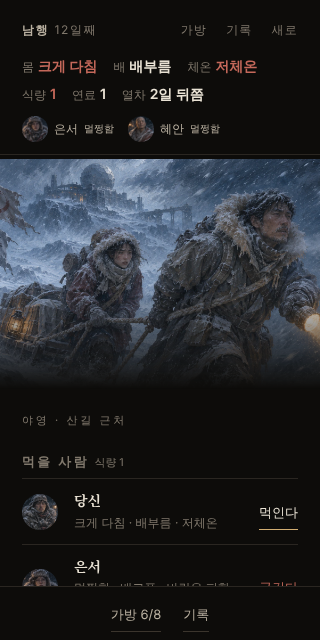 남행 12일째 가방 기록 새로
몸 크게 다침 배 배부름 체온 저체온
식량 1 연료 1 열차 2일 뒤쯤
은서 멀쩡함 혜안 멀쩡함
야영 · 산길 근처
먹을 사람 식량 1
당신
크게 다침 · 배부름 · 저체온
먹인다
은서
가방 6/8 기록